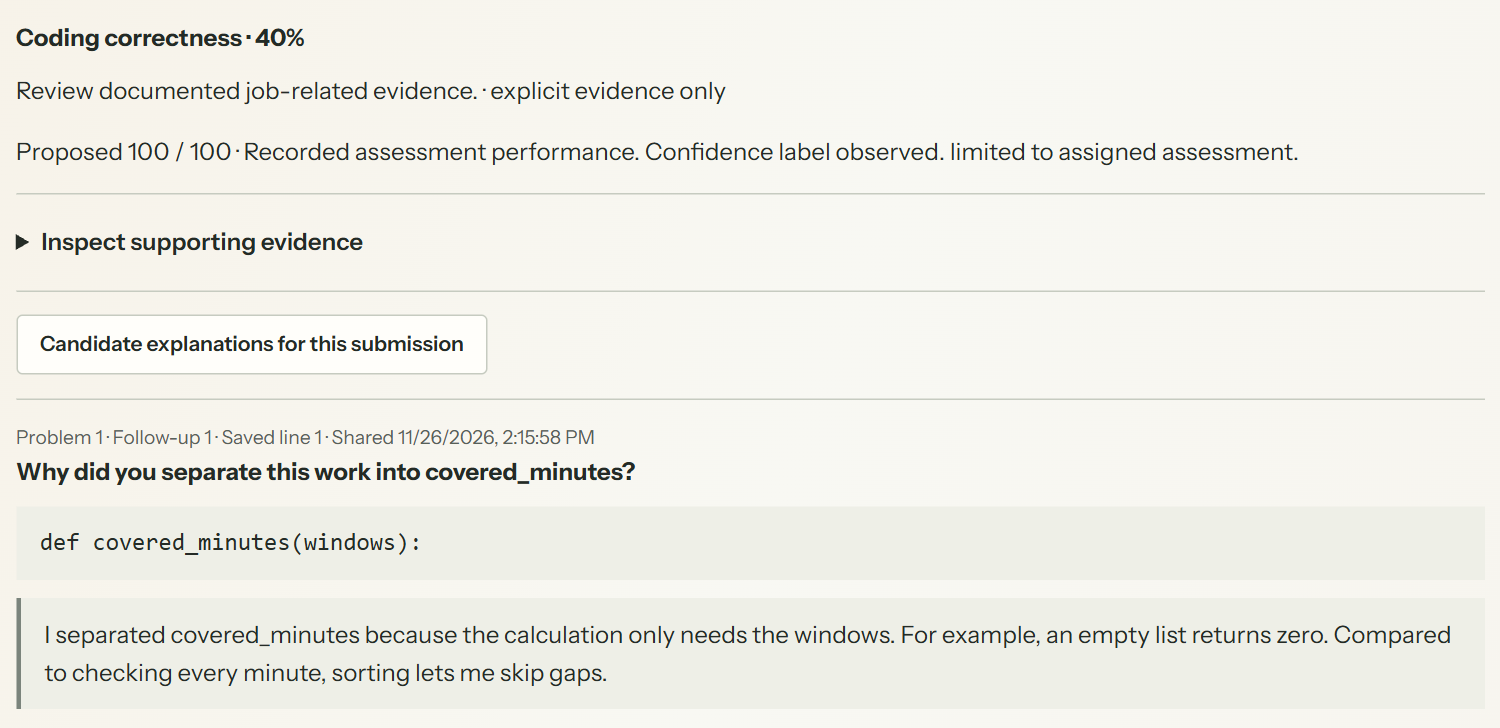 Coding correctness · 40%
Review documented job-related evidence. · explicit evidence only
Proposed 100 / 100 · Recorded assessment performance. Confidence label observed. limited to assigned assessment.
Inspect supporting evidence
Candidate explanations for this submission
Problem 1 · Follow-up 1 · Saved line 1 · Shared 11/26/2026, 2:15:58 PM
Why did you separate this work into covered_minutes?
def covered_minutes(windows):
I separated covered_minutes because the calculation only needs the windows. For example, an empty list returns zero. Compared
to checking every minute, sorting lets me skip gaps.